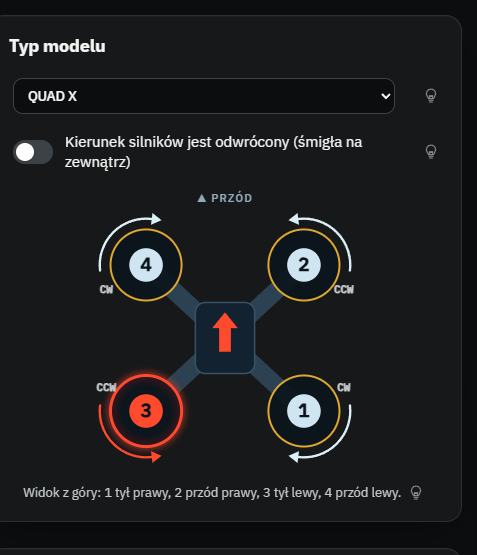 Typ modelu
QUAD X
Kierunek silników jest odwrócony (śmigła na
zewnątrz)
▲ PRZÓD
4
2
CW
CCW
CCW
CW
3
1
Widok z góry: 1 tył prawy, 2 przód prawy, 3 tył lewy, 4 przód lewy.